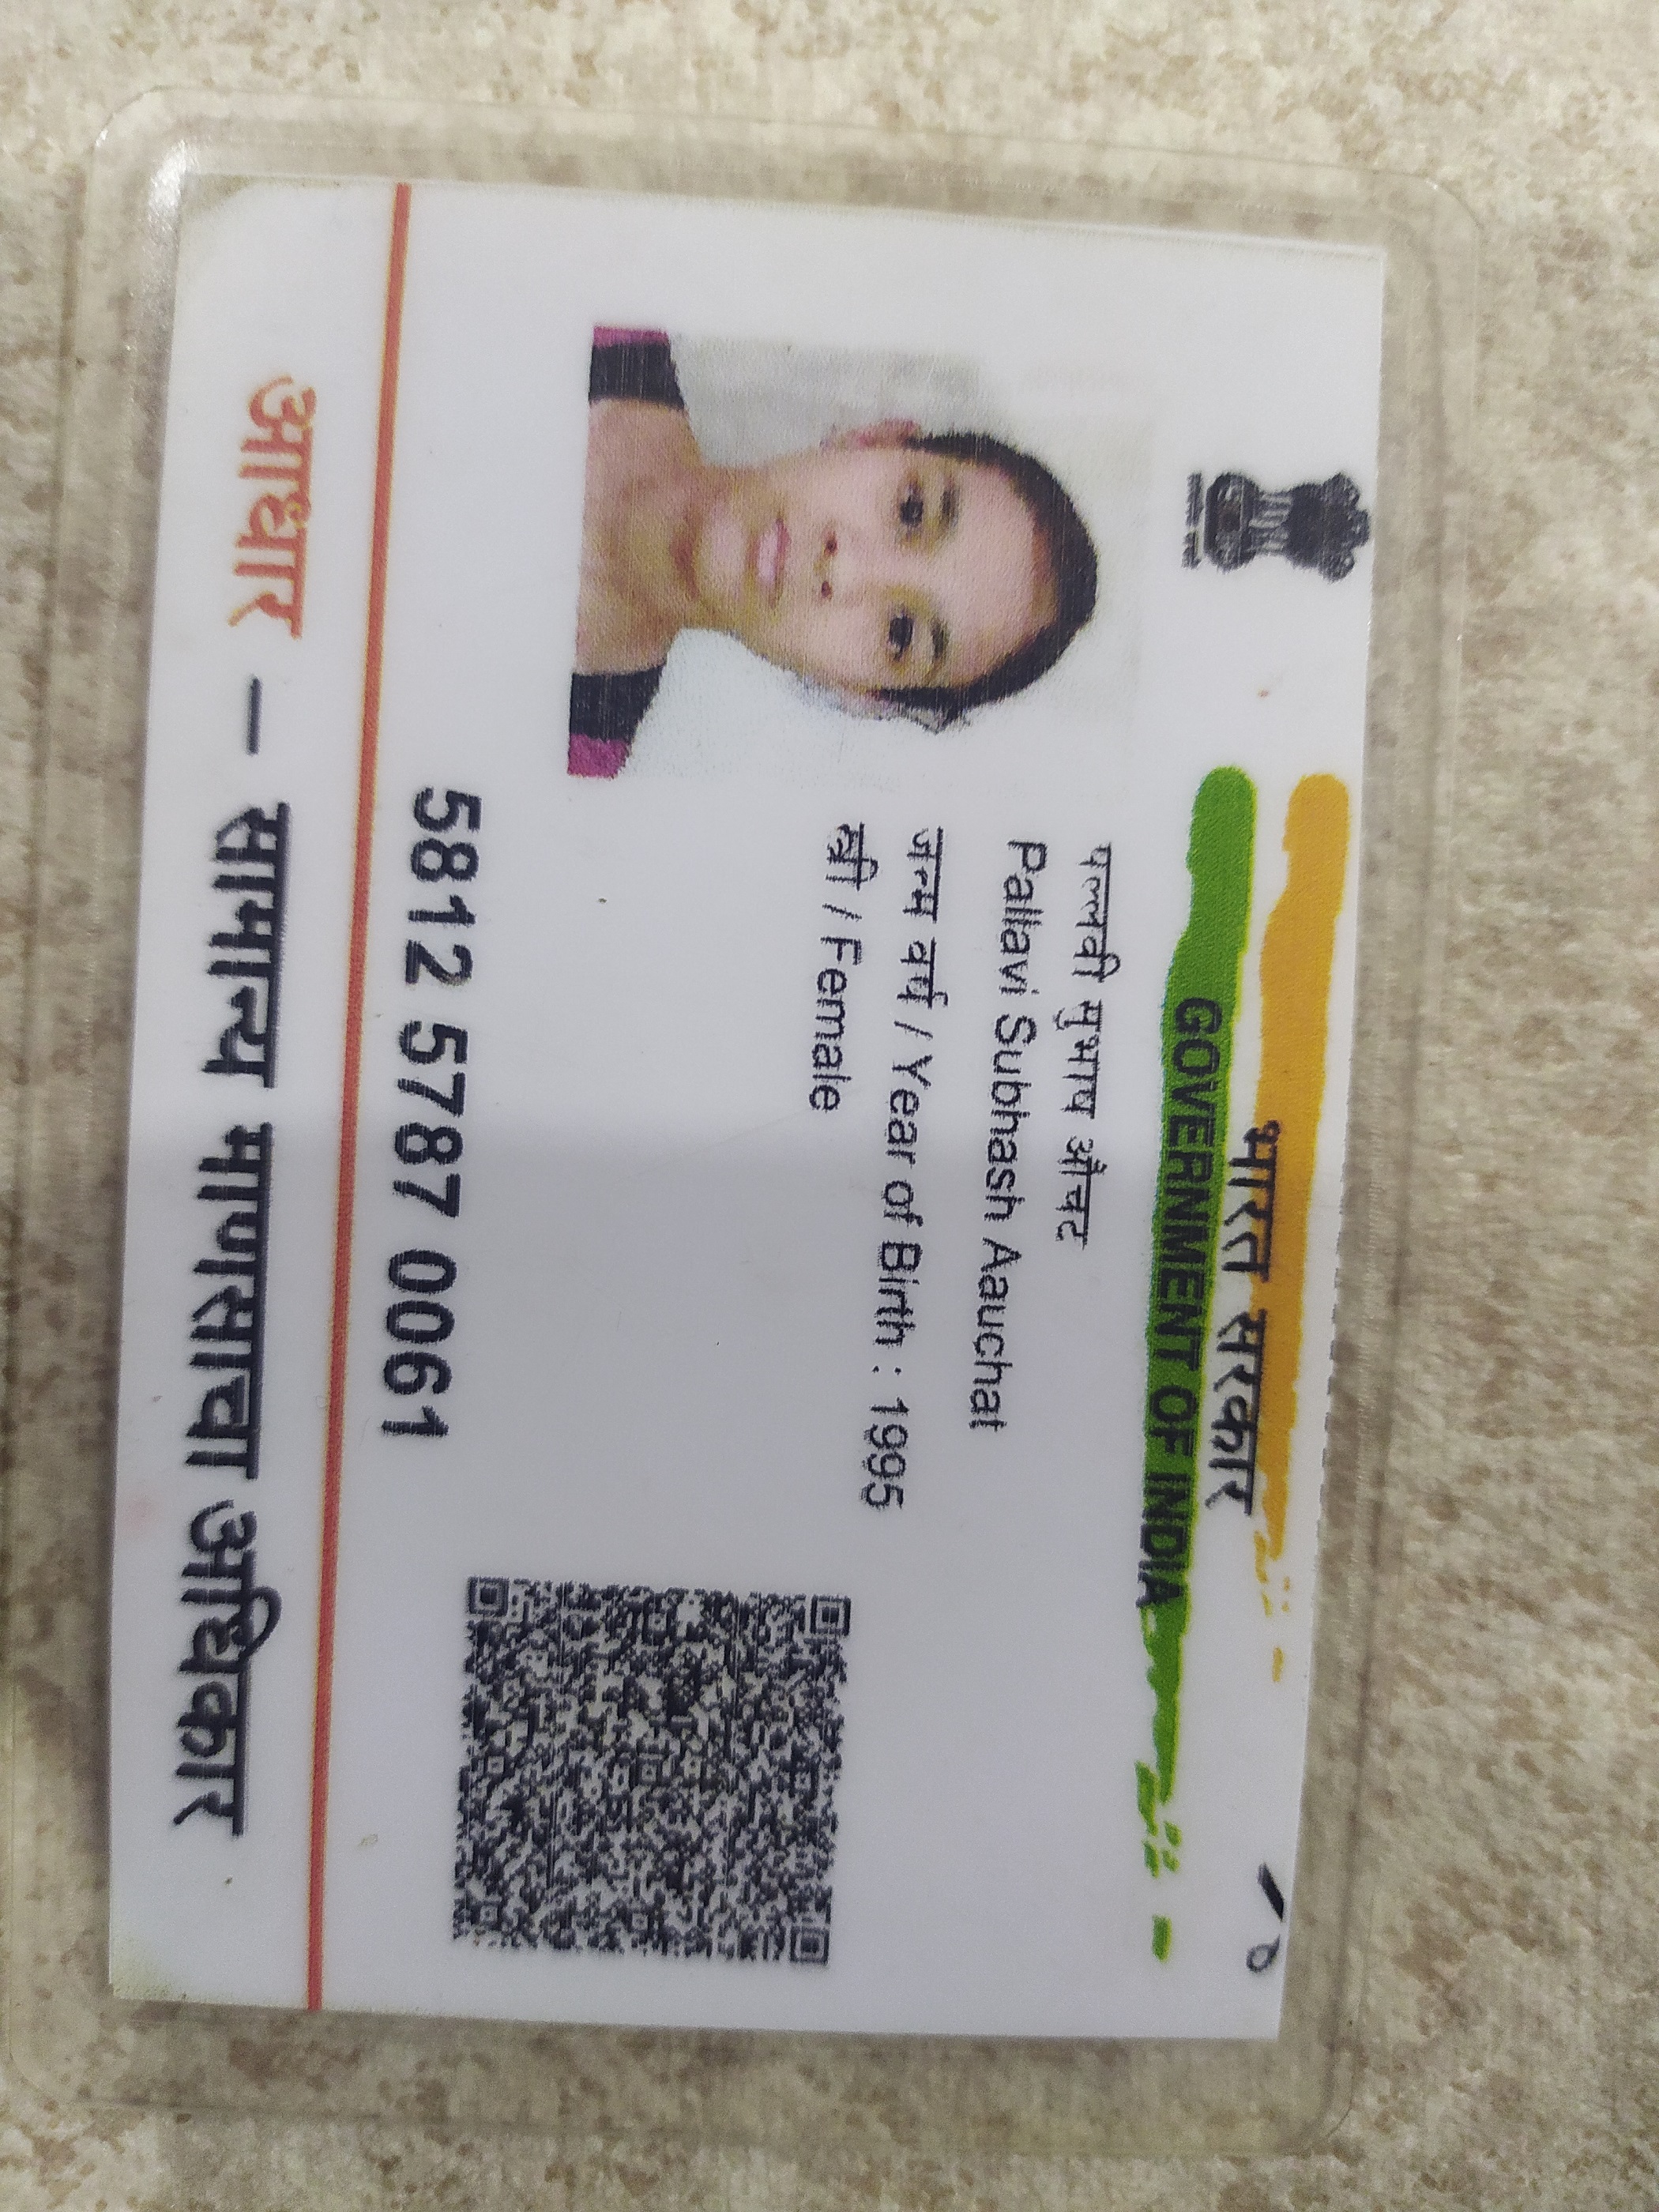 भारत सरकार
GOVERNMENT OF INDIA
पल्लवी सुभाष औचट
Pallavi Subhash Aauchat
जन्म वर्ष / Year of Birth : 1995
स्त्री / Female
5812 5787 0061
आधार – सामान्य माणसाचा अधिकार